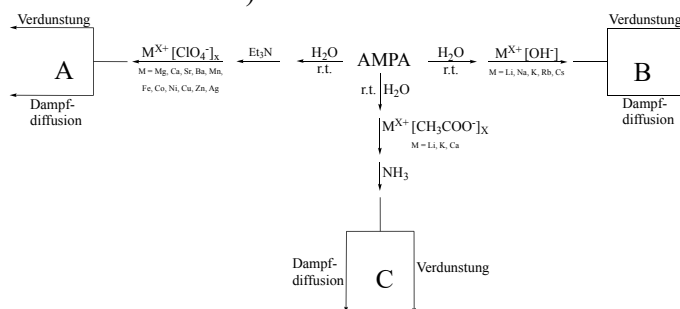 Verdunstung
A
Dampf-
diffusion
M^X+ [ClO4^-]x
M = Mg, Ca, Sr, Ba, Mn,
Fe, Co, Ni, Cu, Zn, Ag
Et3N
H2O
r.t.
AMPA
H2O
r.t.
M^X+ [OH^-]
M = Li, Na, K, Rb, Cs
Verdunstung
B
Dampf-
diffusion
r.t. H2O
M^X+ [CH3COO^-]X
M = Li, K, Ca
NH3
Dampf-
diffusion
C
Verdunstung